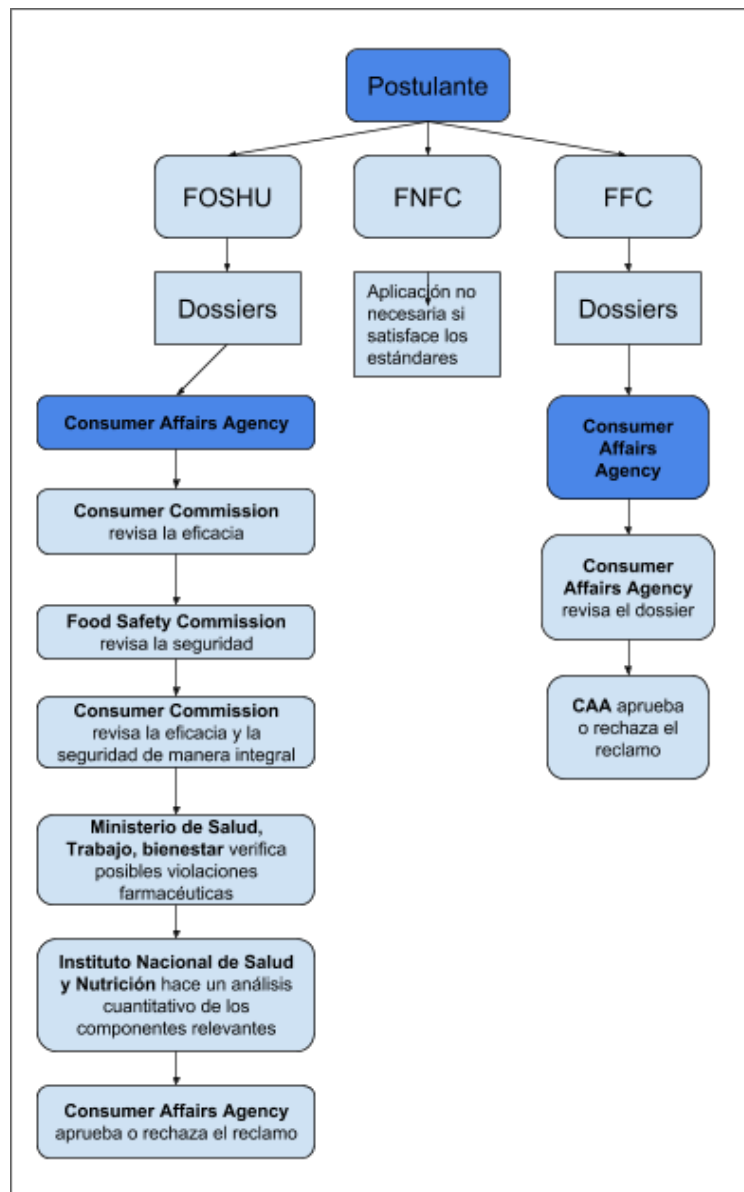 Postulante
FOSHU
FNFC
FFC
Dossiers
Aplicación no
necesaria si
satisface los
estándares
Dossiers
Consumer Affairs Agency
Consumer Commission
revisa la eficacia
Food Safety Commission
revisa la seguridad
Consumer Commission
revisa la eficacia y la
seguridad de manera integral
Ministerio de Salud,
Trabajo, bienestar verifica
posibles violaciones
farmacéuticas
Instituto Nacional de Salud
y Nutrición hace un análisis
cuantitativo de los
componentes relevantes
Consumer Affairs Agency
aprueba o rechaza el reclamo
Consumer
Affairs
Agency
Consumer
Affairs Agency
revisa el dossier
CAA aprueba
o rechaza el
reclamo